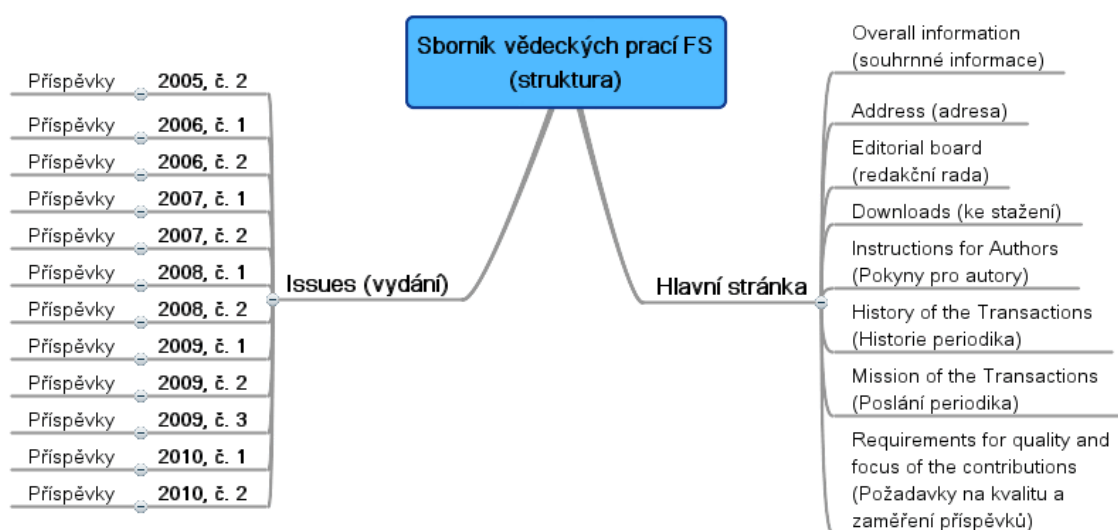 Sborník vědeckých prací FS
(struktura)
Příspěvky 2005, č. 2
Příspěvky 2006, č. 1
Příspěvky 2006, č. 2
Příspěvky 2007, č. 1
Příspěvky 2007, č. 2
Příspěvky 2008, č. 1
Příspěvky 2008, č. 2
Příspěvky 2009, č. 1
Příspěvky 2009, č. 2
Příspěvky 2009, č. 3
Příspěvky 2010, č. 1
Příspěvky 2010, č. 2
Issues (vydání)
Hlavní stránka
Overall information
(souhrnné informace)
Address (adresa)
Editorial board
(redakční rada)
Downloads (ke stažení)
Instructions for Authors
(Pokyny pro autory)
History of the Transactions
(Historie periodika)
Mission of the Transactions
(Poslání periodika)
Requirements for quality and
focus of the contributions
(Požadavky na kvalitu a
zaměření příspěvků)